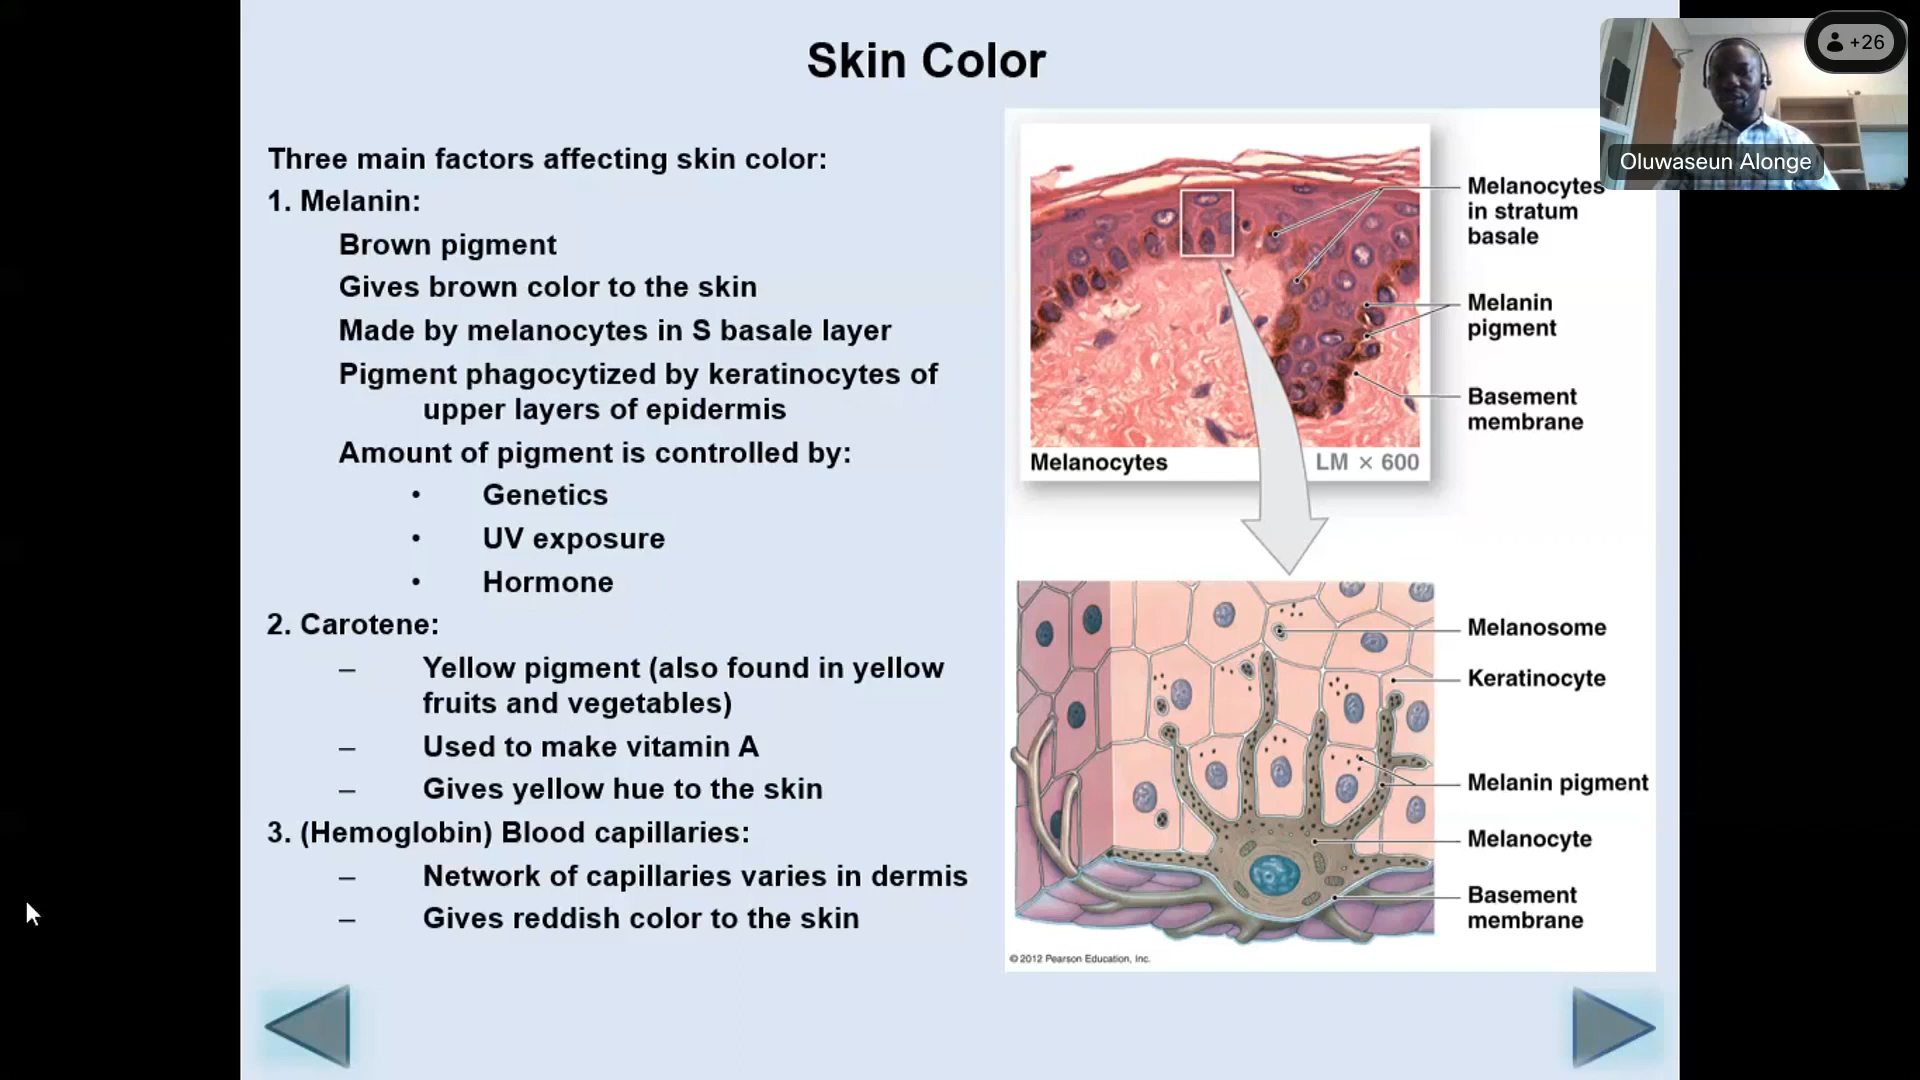 Skin Color
+26
Oluwaseun Alonge
Three main factors affecting skin color:
1. Melanin:
Brown pigment
Gives brown color to the skin
Made by melanocytes in S basale layer
Pigment phagocytized by keratinocytes of
upper layers of epidermis
Amount of pigment is controlled by:
• Genetics
• UV exposure
• Hormone
2. Carotene:
– Yellow pigment (also found in yellow
fruits and vegetables)
– Used to make vitamin A
– Gives yellow hue to the skin
3. (Hemoglobin) Blood capillaries:
– Network of capillaries varies in dermis
– Gives reddish color to the skin
Melanocytes
in stratum
basale
Melanin
pigment
Basement
membrane
Melanocytes
LM × 600
Melanosome
Keratinocyte
Melanin pigment
Melanocyte
Basement
membrane
© 2012 Pearson Education, Inc.